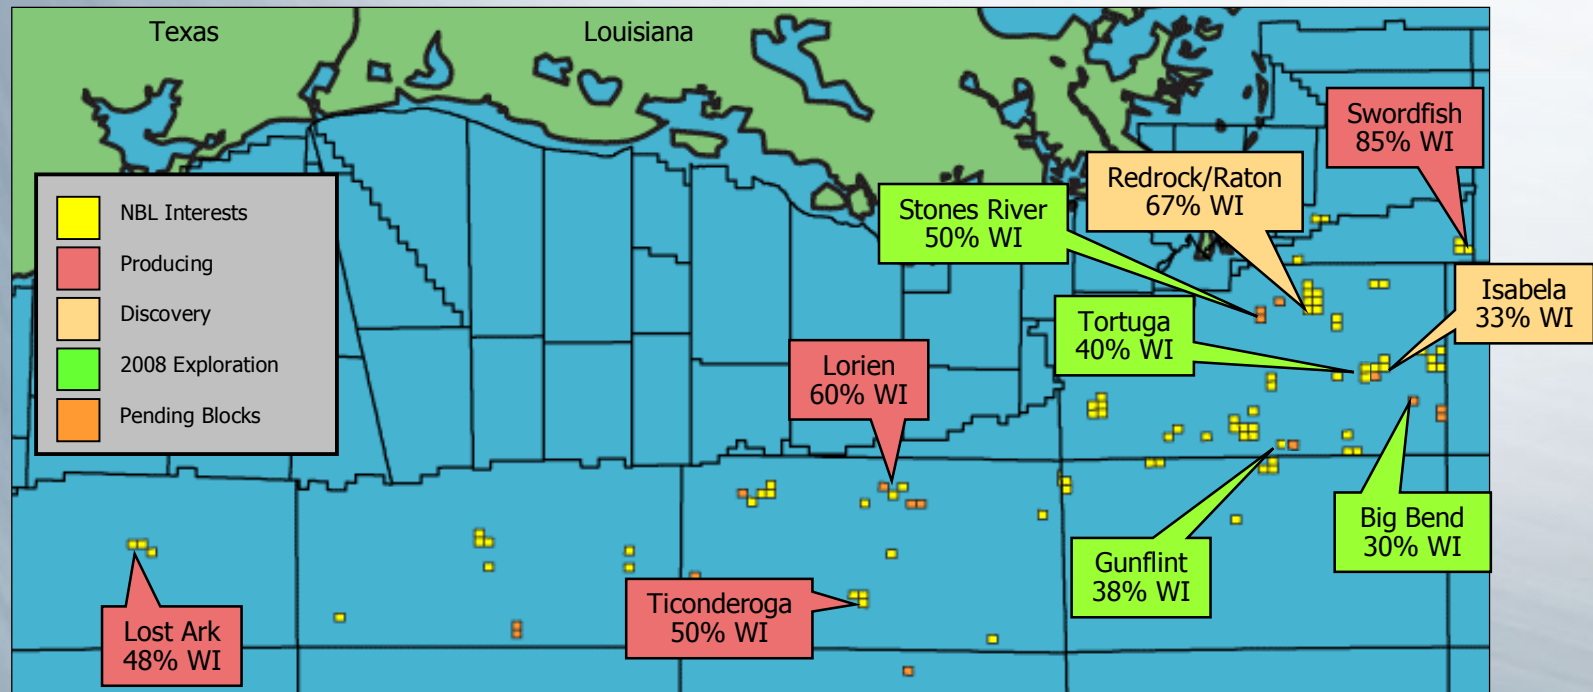 Texas
Louisiana
Swordfish
85% WI
Redrock/Raton
67% WI
Stones River
50% WI
NBL Interests
Producing
Discovery
2008 Exploration
Pending Blocks
Isabela
33% WI
Tortuga
40% WI
Lorien
60% WI
Big Bend
30% WI
Gunflint
38% WI
Ticonderoga
50% WI
Lost Ark
48% WI